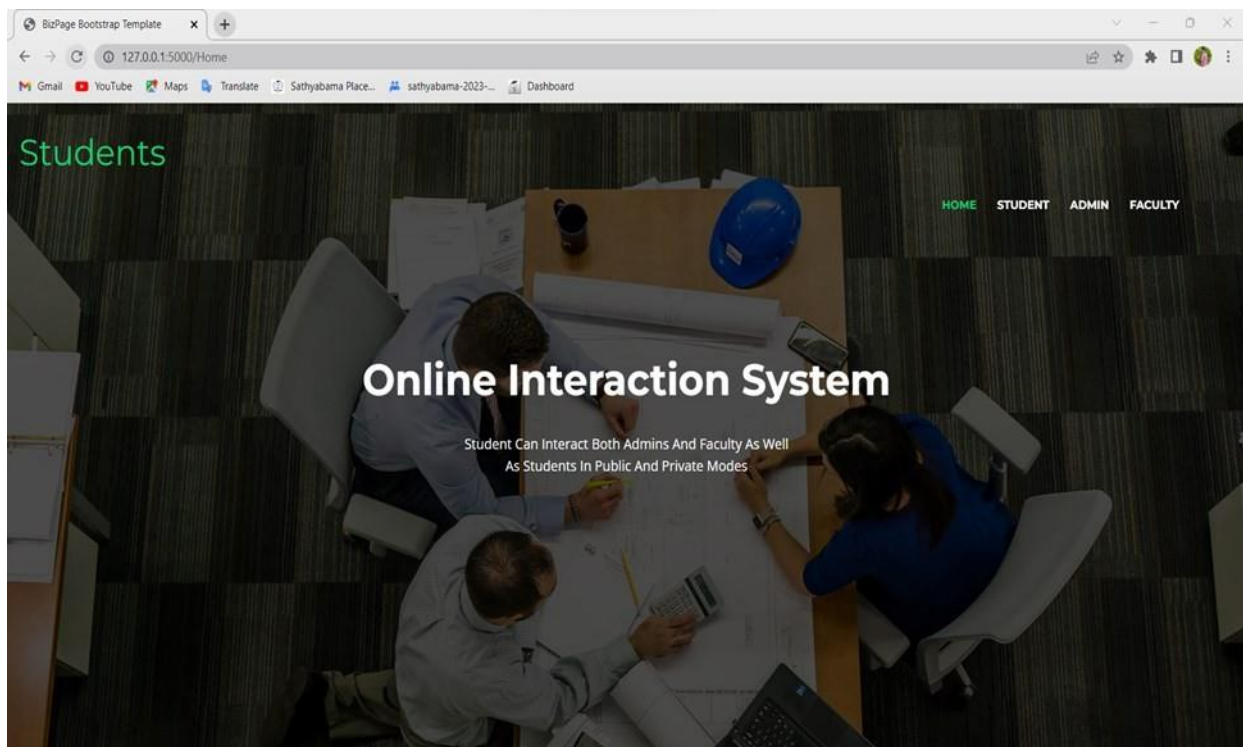 BizPage Bootstrap Template
127.0.0.1:5000/Home
Gmail YouTube Maps Translate Sathyabama Place... sathyabama-2023-... Dashboard
Students
HOME STUDENT ADMIN FACULTY
Online Interaction System
Student Can Interact Both Admins And Faculty As Well
As Students In Public And Private Modes